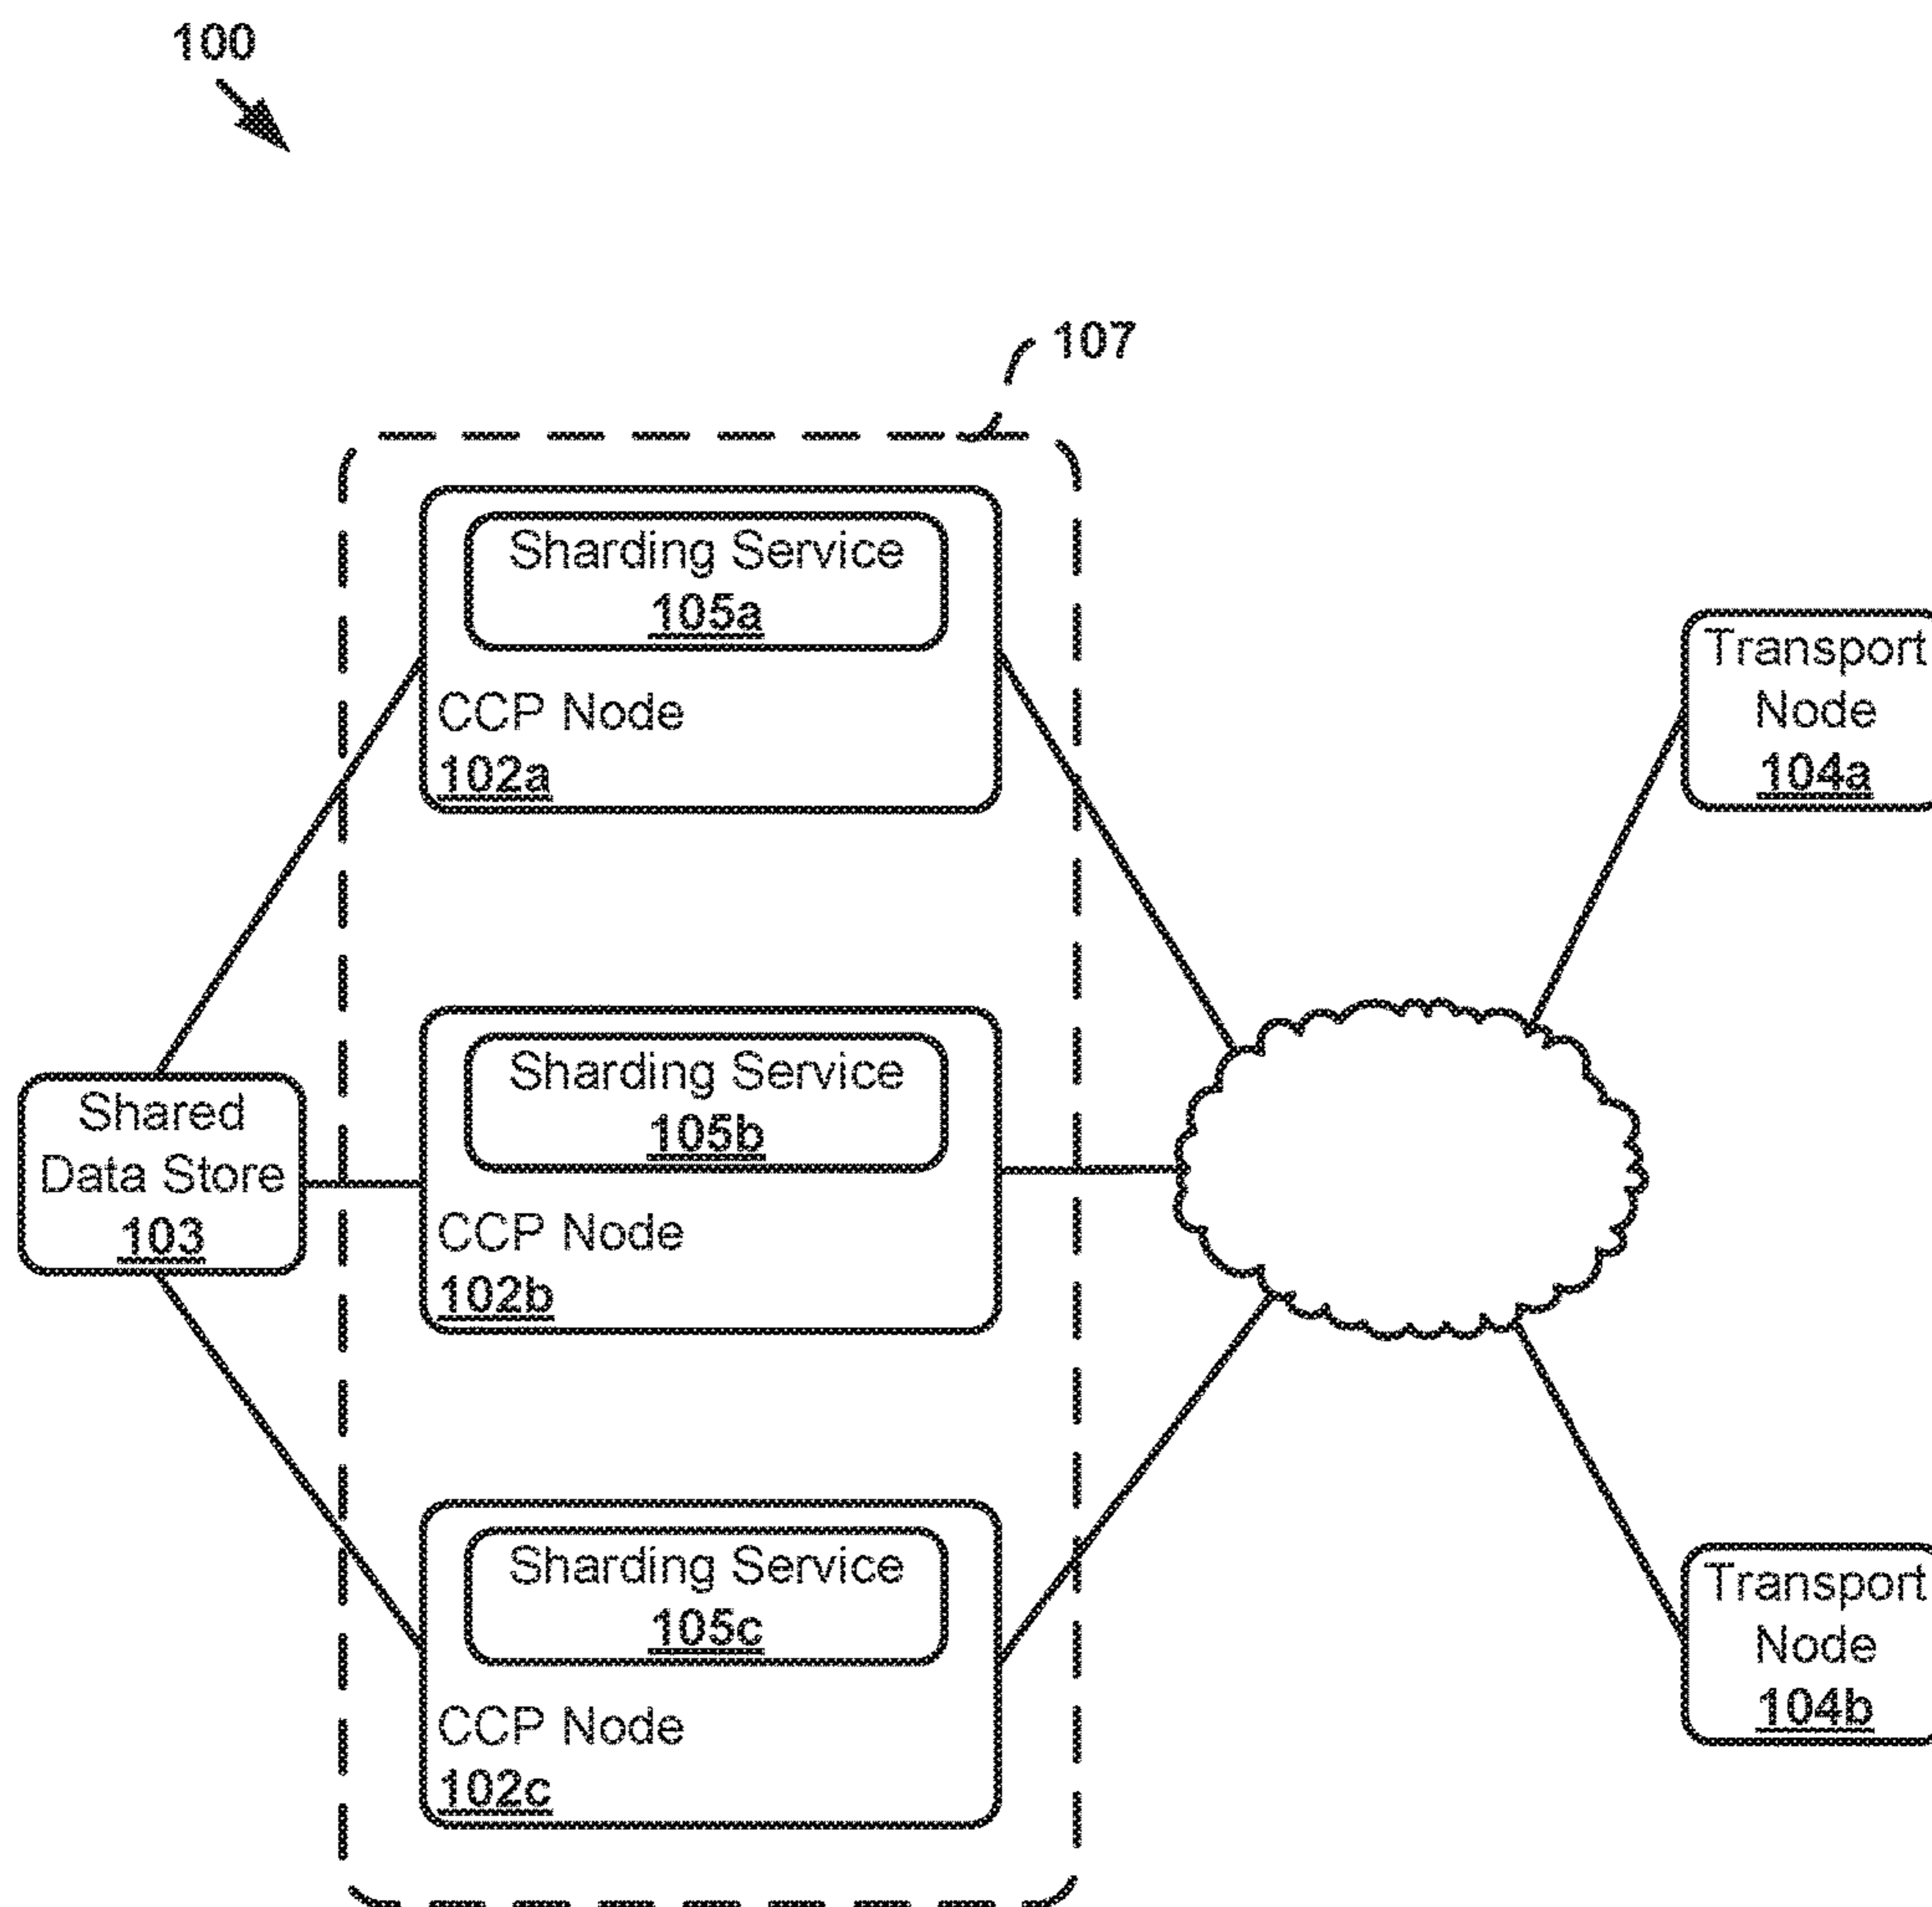 100
107
Sharding Service
105a
CCP Node
102a
Transport
Node
104a
Shared
Data Store
103
Sharding Service
105b
CCP Node
102b
Sharding Service
105c
CCP Node
102c
Transport
Node
104b